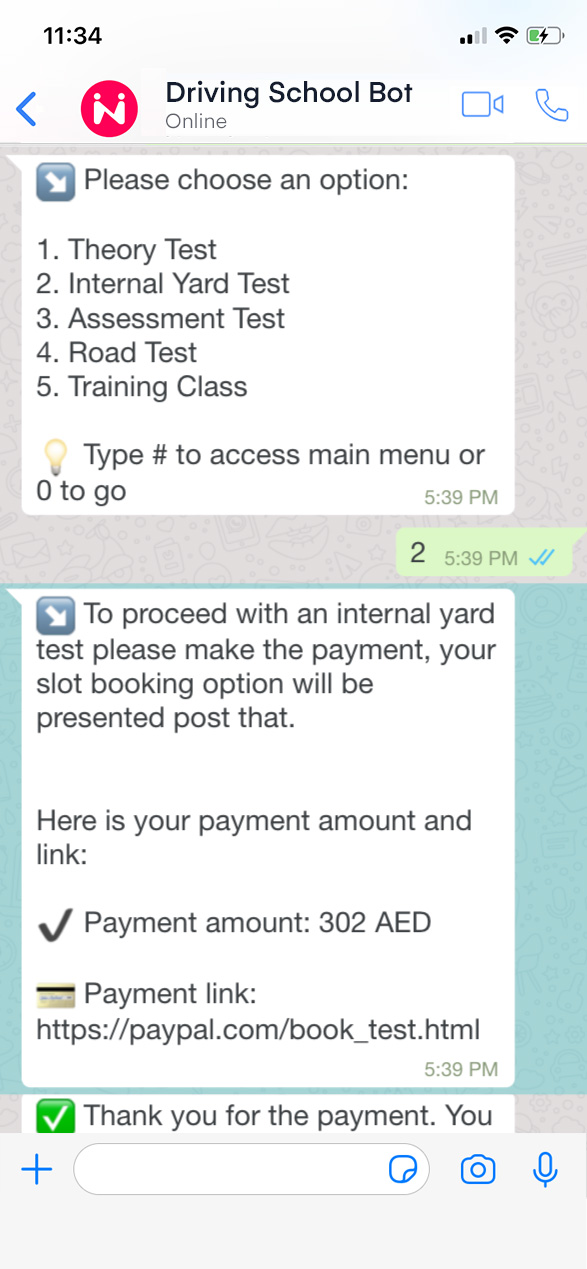 11:34
Driving School Bot
Online
Please choose an option:
1. Theory Test
2. Internal Yard Test
3. Assessment Test
4. Road Test
5. Training Class
Type # to access main menu or
0 to go
5:39 PM
2 5:39 PM
To proceed with an internal yard
test please make the payment, your
slot booking option will be
presented post that.
Here is your payment amount and
link:
Payment amount: 302 AED
Payment link:
https://paypal.com/book_test.html
5:39 PM
Thank you for the payment. You